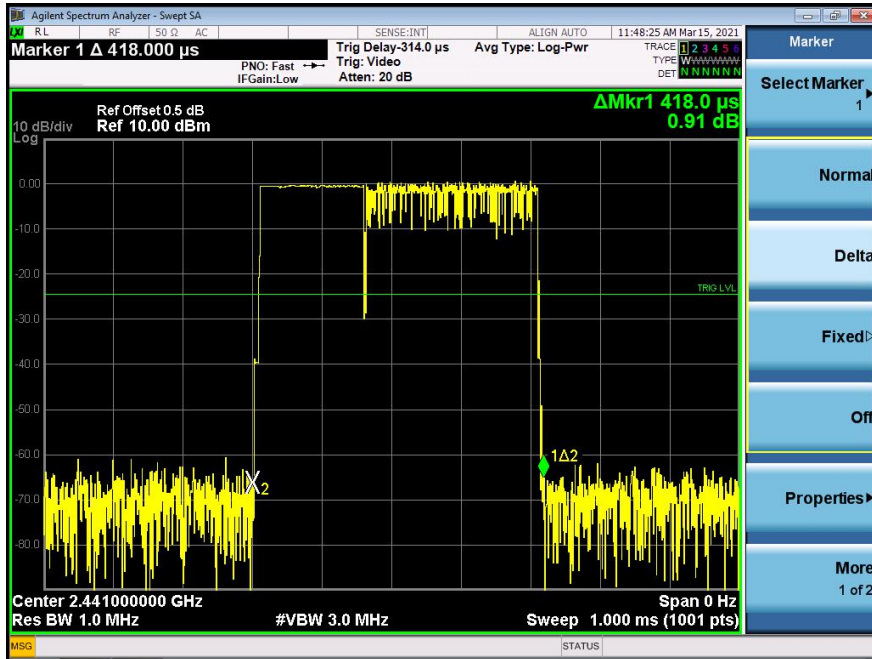 Agilent Spectrum Analyzer - Swept SA
LXI RL RF 50 Ω AC SENSE:INT ALIGN AUTO 11:48:25 AM Mar 15, 2021
Marker 1 Δ 418.000 µs
PNO: Fast
IFGain:Low
Trig Delay-314.0 µs
Trig: Video
Atten: 20 dB
Avg Type: Log-Pwr
TRACE 1 2 3 4 5 6
TYPE WWWWWW
DET N N N N N N
Marker
Select Marker
1
Normal
Delta
Fixed
Off
Properties
More
1 of 2
ΔMkr1 418.0 µs
0.91 dB
Ref Offset 0.5 dB
10 dB/div Ref 10.00 dBm
Log
0.00
-10.0
-20.0
TRIG LVL
-30.0
-40.0
-50.0
-60.0
1Δ2
X2
-70.0
-80.0
Center 2.441000000 GHz Span 0 Hz
Res BW 1.0 MHz #VBW 3.0 MHz Sweep 1.000 ms (1001 pts)
MSG STATUS